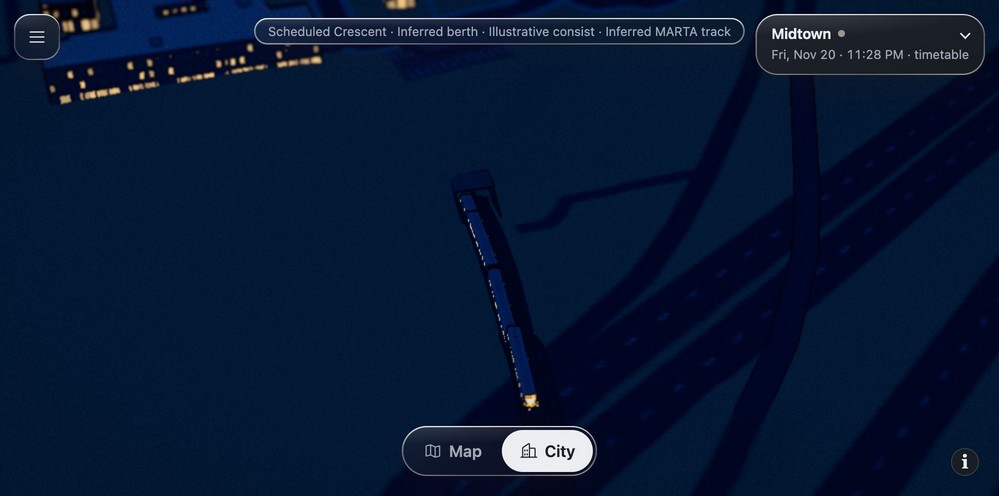 Scheduled Crescent · Inferred berth · Illustrative consist · Inferred MARTA track
Midtown
Fri, Nov 20 · 11:28 PM · timetable
Map
City
i